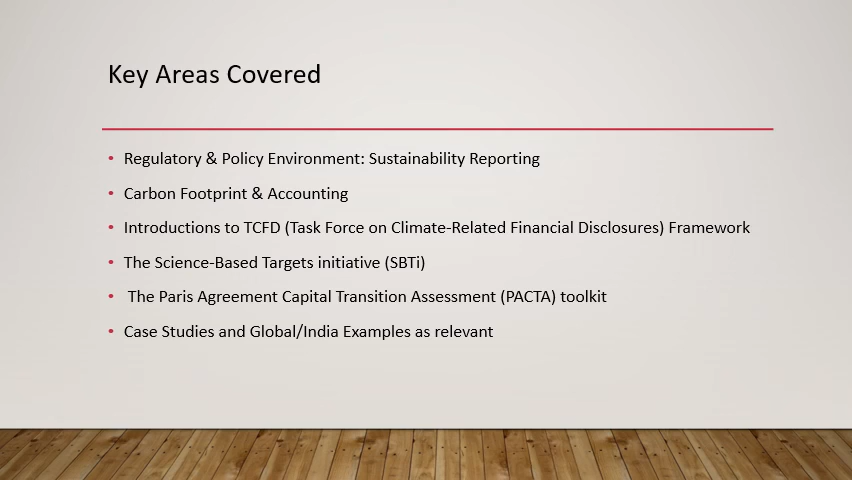 Key Areas Covered
• Regulatory & Policy Environment: Sustainability Reporting
• Carbon Footprint & Accounting
• Introductions to TCFD (Task Force on Climate-Related Financial Disclosures) Framework
• The Science-Based Targets initiative (SBTi)
• The Paris Agreement Capital Transition Assessment (PACTA) toolkit
• Case Studies and Global/India Examples as relevant